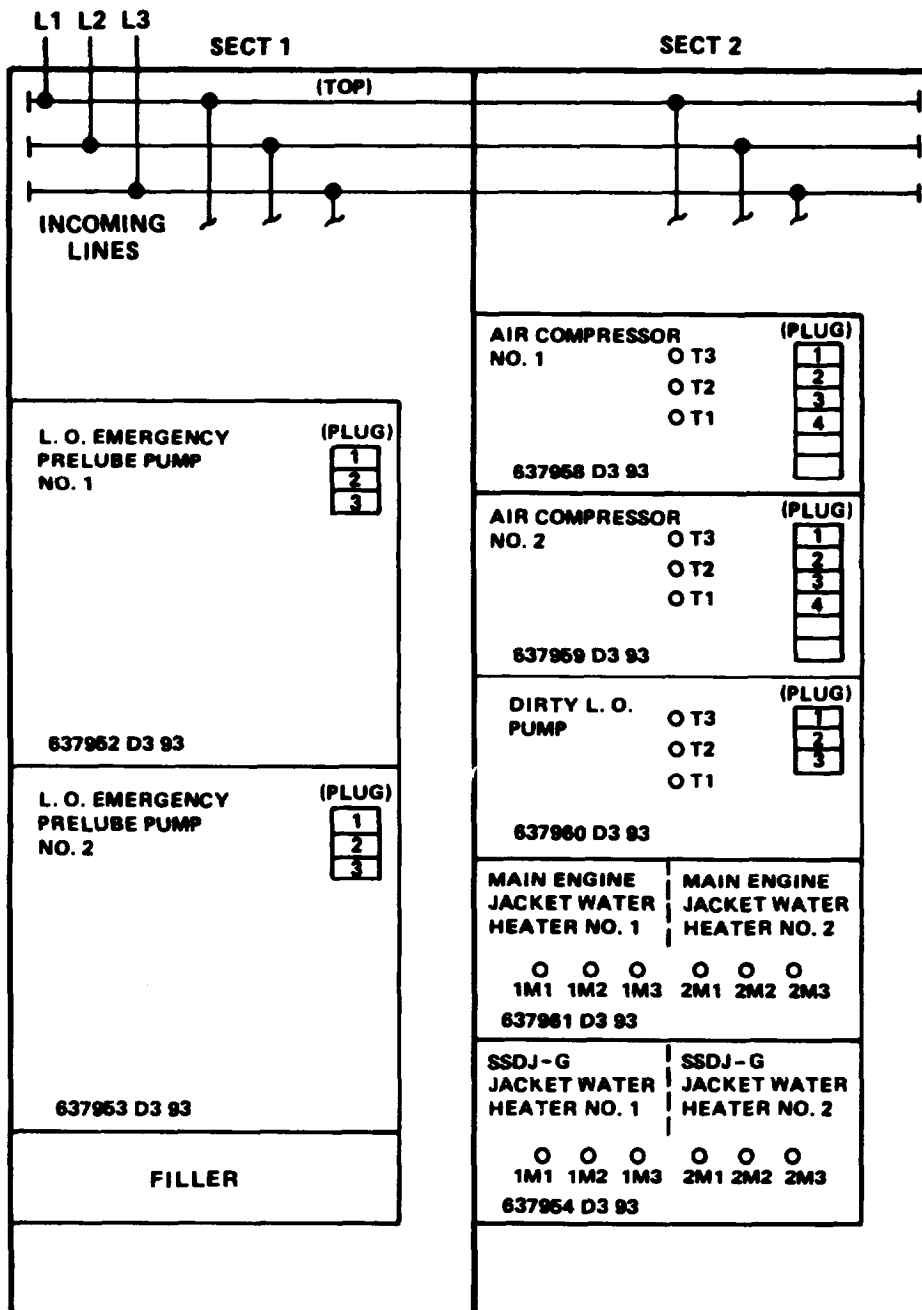 L1 L2 L3
SECT 1
SECT 2
(TOP)
INCOMING
LINES
L. O. EMERGENCY
PRELUBE PUMP
NO. 1
(PLUG)
1
2
3
637952 D3 93
L. O. EMERGENCY
PRELUBE PUMP
NO. 2
(PLUG)
1
2
3
637953 D3 93
FILLER
AIR COMPRESSOR
NO. 1
T3
T2
T1
(PLUG)
1
2
3
4
637958 D3 93
AIR COMPRESSOR
NO. 2
T3
T2
T1
(PLUG)
1
2
3
4
637959 D3 93
DIRTY L. O.
PUMP
T3
T2
T1
(PLUG)
1
2
3
637960 D3 93
MAIN ENGINE
JACKET WATER
HEATER NO. 1
MAIN ENGINE
JACKET WATER
HEATER NO. 2
1M1 1M2 1M3 2M1 2M2 2M3
637961 D3 93
SSDJ-G
JACKET WATER
HEATER NO. 1
SSDJ-G
JACKET WATER
HEATER NO. 2
1M1 1M2 1M3 2M1 2M2 2M3
637954 D3 93